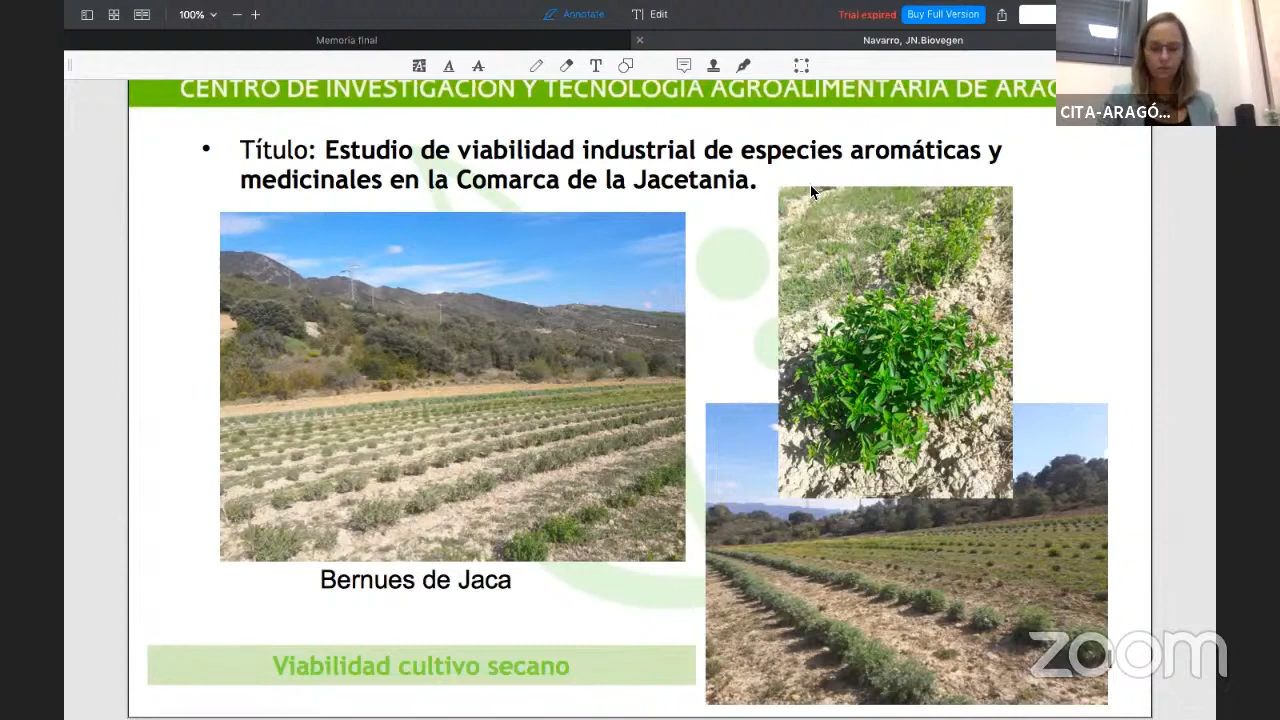 100%
Annotate
T Edit
Trial expired
Buy Full Version
Memoria final
Navarro, JN.Biovegen
CITA-ARAGÓ...
CENTRO DE INVESTIGACIÓN Y TECNOLOGÍA AGROALIMENTARIA DE ARAG
• Título: Estudio de viabilidad industrial de especies aromáticas y
medicinales en la Comarca de la Jacetania.
Bernues de Jaca
Viabilidad cultivo secano
zoom